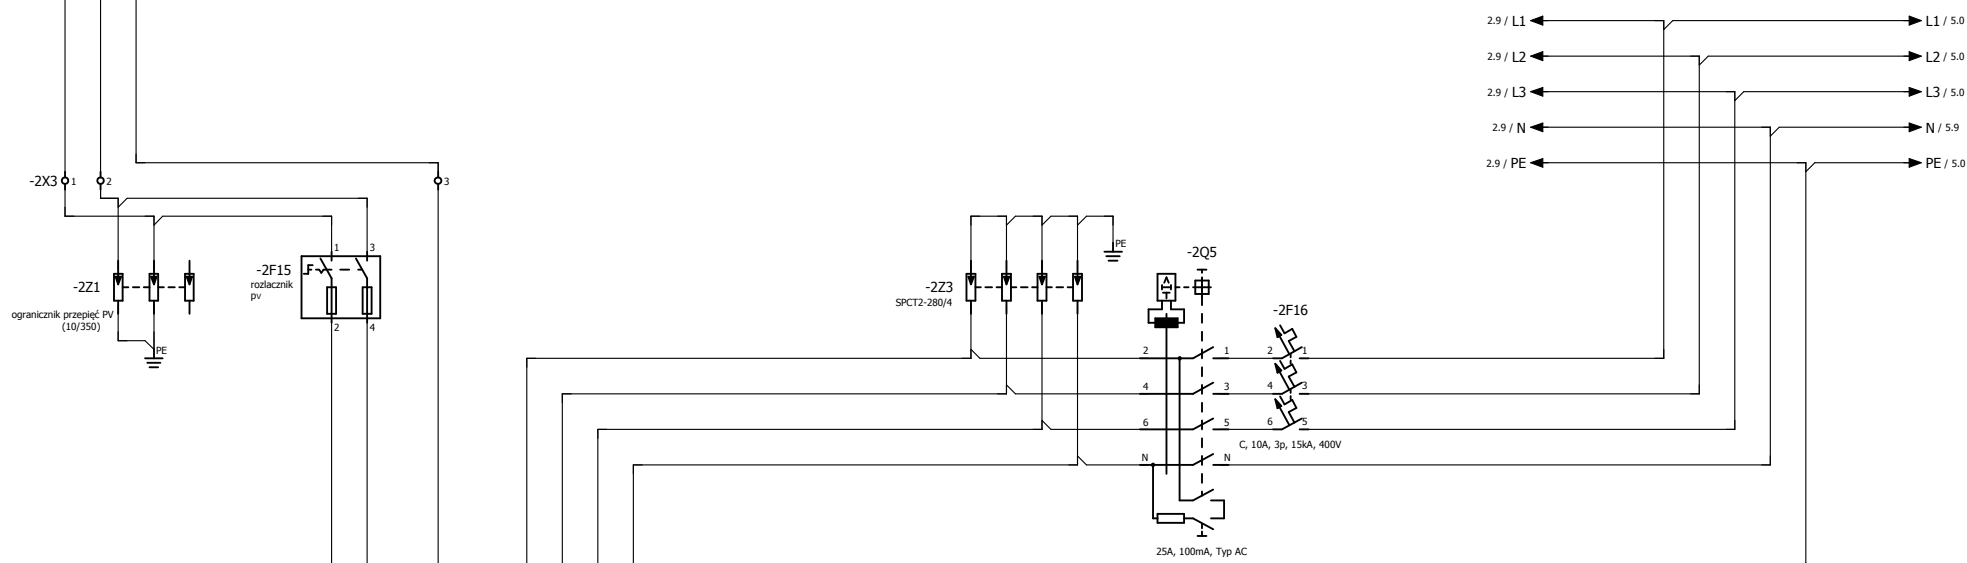 2.9 / L1
L1 / 5.0
2.9 / L2
L2 / 5.0
2.9 / L3
L3 / 5.0
2.9 / N
N / 5.9
2.9 / PE
PE / 5.0
-2X3
1
2
3
-2Z1
ogranicznik przepięć PV
(10/350)
PE
-2F15
rozlacznik
pv
1
3
2
4
-2Z3
SPCT2-280/4
PE
-2Q5
2
1
4
3
6
5
N
N
25A, 100mA, Typ AC
-2F16
2
1
4
3
6
5
C, 10A, 3p, 15kA, 400V